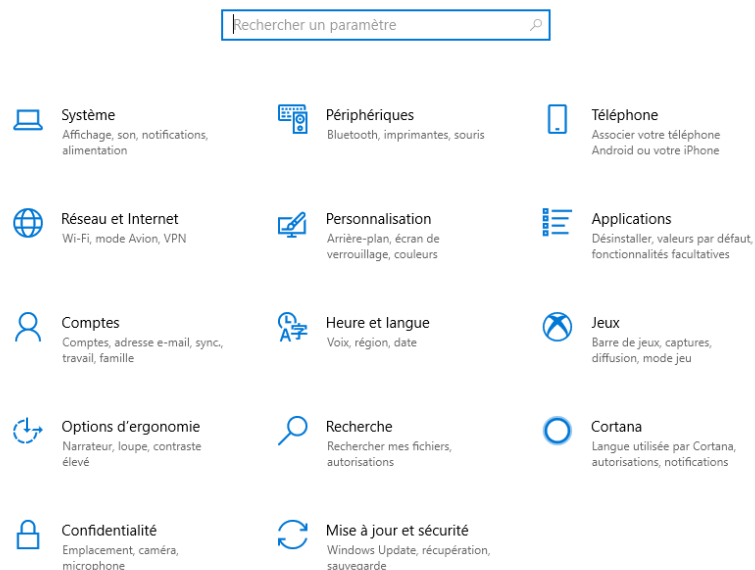 Rechercher un paramètre
Système
Affichage, son, notifications,
alimentation
Périphériques
Bluetooth, imprimantes, souris
Téléphone
Associer votre téléphone
Android ou votre iPhone
Réseau et Internet
Wi-Fi, mode Avion, VPN
Personnalisation
Arrière-plan, écran de
verrouillage, couleurs
Applications
Désinstaller, valeurs par défaut,
fonctionnalités facultatives
Comptes
Comptes, adresse e-mail, sync.,
travail, famille
Heure et langue
Voix, région, date
Jeux
Barre de jeux, captures,
diffusion, mode jeu
Options d’ergonomie
Narrateur, loupe, contraste
élevé
Recherche
Rechercher mes fichiers,
autorisations
Cortana
Langue utilisée par Cortana,
autorisations, notifications
Confidentialité
Emplacement, caméra,
microphone
Mise à jour et sécurité
Windows Update, récupération,
sauvegarde